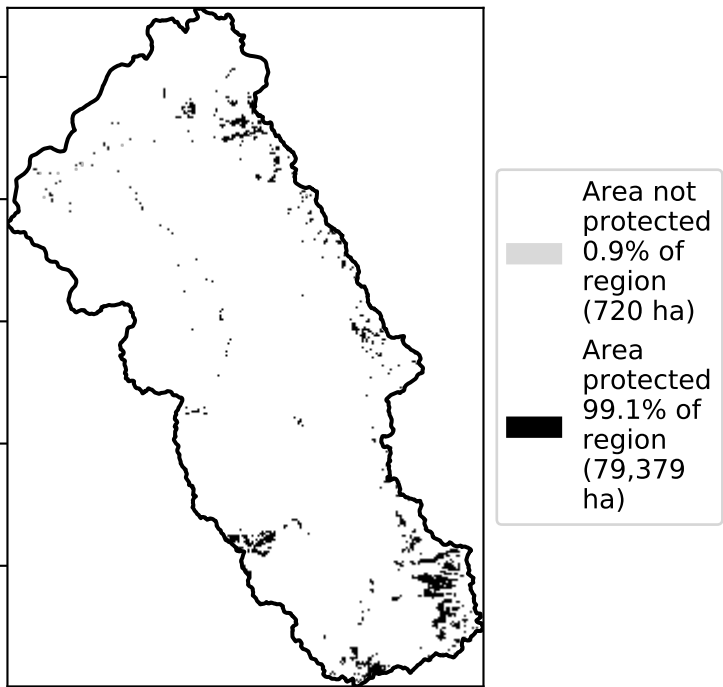 Area not
protected
0.9% of
region
(720 ha)
Area
protected
99.1% of
region
(79,379
ha)